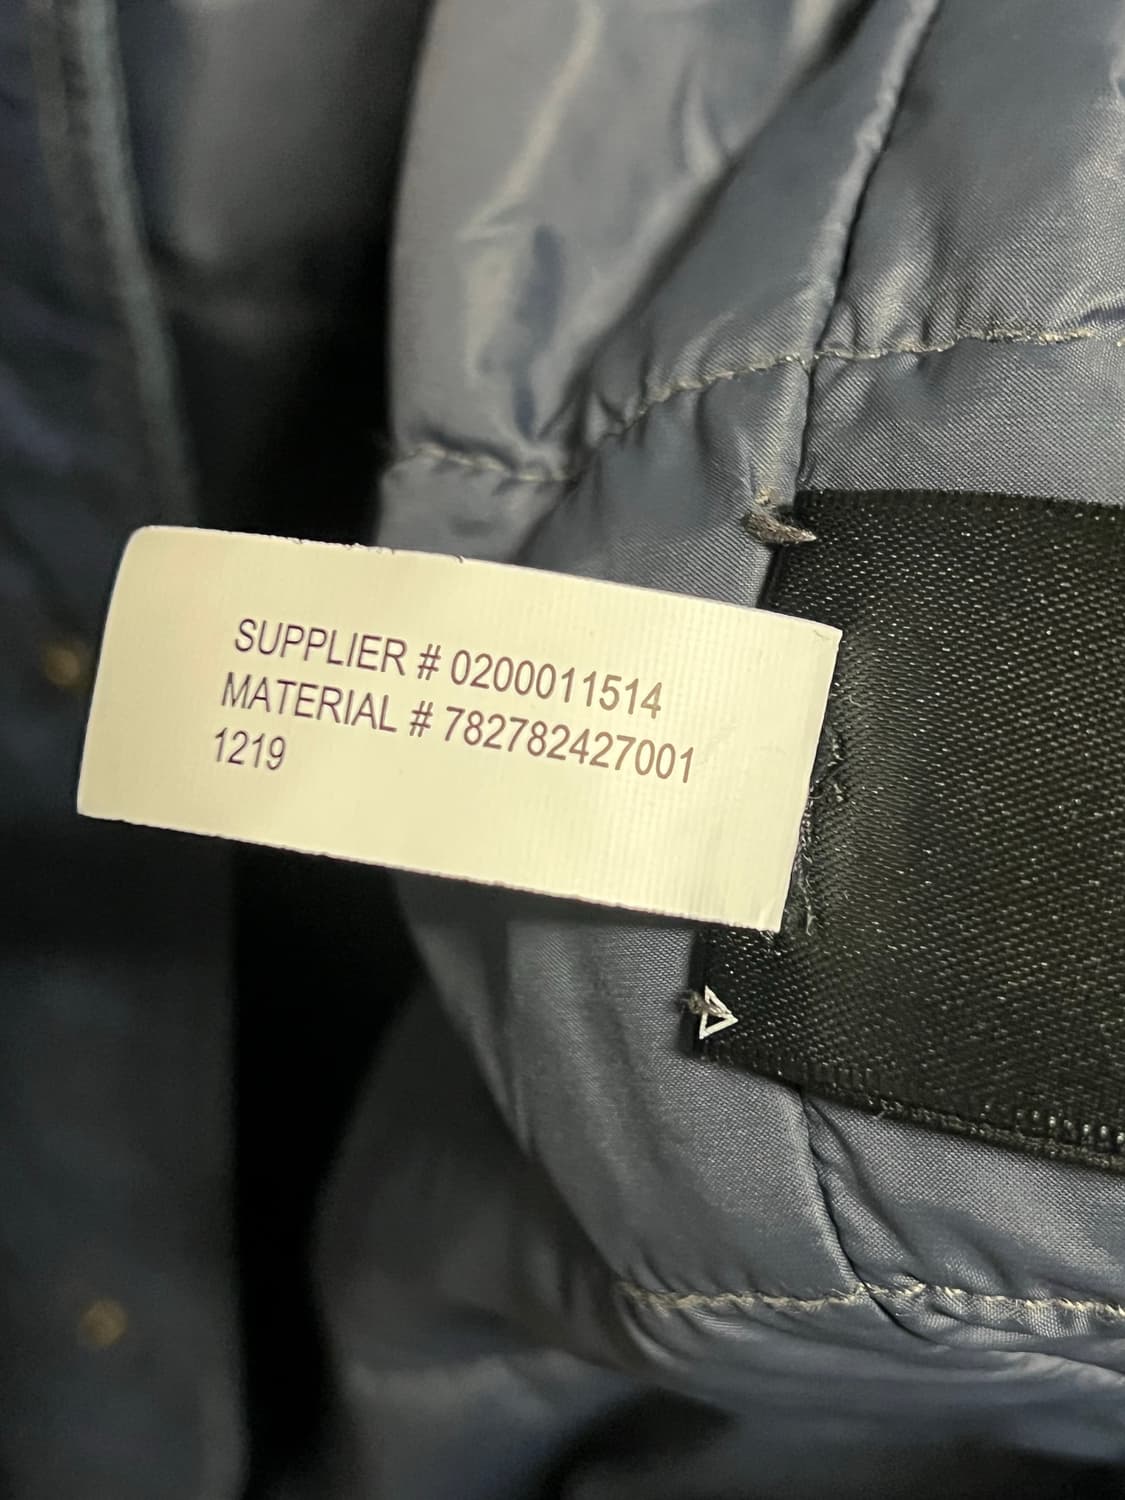 SUPPLIER # 0200011514
MATERIAL # 782782427001
1219